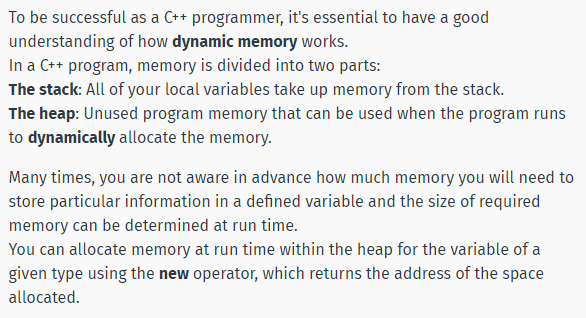 To be successful as a C++ programmer, it's essential to have a good
understanding of how dynamic memory works.
In a C++ program, memory is divided into two parts:
The stack: All of your local variables take up memory from the stack.
The heap: Unused program memory that can be used when the program runs
to dynamically allocate the memory.
Many times, you are not aware in advance how much memory you will need to
store particular information in a defined variable and the size of required
memory can be determined at run time.
You can allocate memory at run time within the heap for the variable of a
given type using the new operator, which returns the address of the space
allocated.